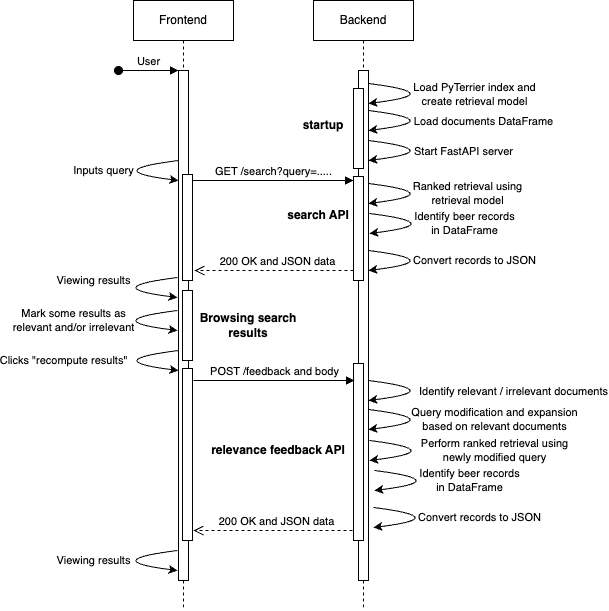 Frontend
Backend
User
Load PyTerrier index and
create retrieval model
startup
Load documents DataFrame
Start FastAPI server
Inputs query
GET /search?query=.....
Ranked retrieval using
retrieval model
search API
Identify beer records
in DataFrame
200 OK and JSON data
Convert records to JSON
Viewing results
Mark some results as
relevant and/or irrelevant
Browsing search
results
Clicks "recompute results"
POST /feedback and body
Identify relevant / irrelevant documents
Query modification and expansion
based on relevant documents
relevance feedback API
Perform ranked retrieval using
newly modified query
Identify beer records
in DataFrame
200 OK and JSON data
Convert records to JSON
Viewing results